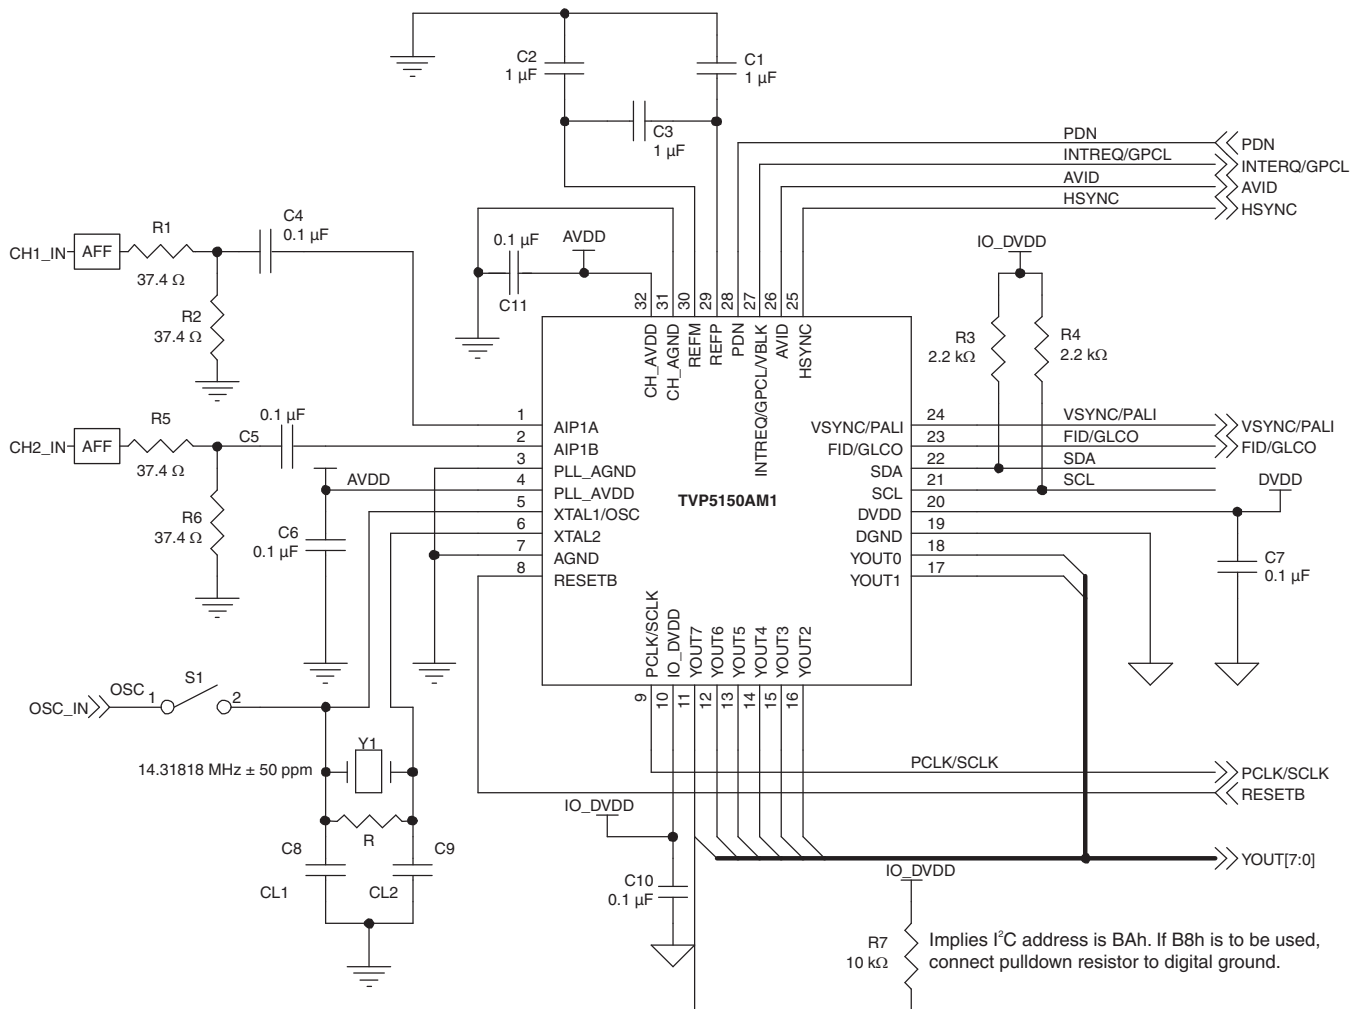 C2
1 µF
C1
1 µF
C3
1 µF
PDN
PDN
INTREQ/GPCL
INTERQ/GPCL
AVID
AVID
HSYNC
HSYNC
C4
0.1 µF
R1
CH1_IN
AFF
37.4 Ω
R2
37.4 Ω
0.1 µF
AVDD
C11
IO_DVDD
R3
2.2 kΩ
R4
2.2 kΩ
32
31
30
29
28
27
26
25
CH_AVDD
CH_AGND
REFM
REFP
PDN
INTREQ/GPCL/VBLK
AVID
HSYNC
R5
0.1 µF
C5
CH2_IN
AFF
37.4 Ω
R6
37.4 Ω
AVDD
C6
0.1 µF
1
AIP1A
2
AIP1B
3
PLL_AGND
4
PLL_AVDD
5
XTAL1/OSC
6
XTAL2
7
AGND
8
RESETB
TVP5150AM1
24
VSYNC/PALI
VSYNC/PALI
VSYNC/PALI
23
FID/GLCO
FID/GLCO
FID/GLCO
22
SDA
SDA
21
SCL
SCL
20
DVDD
DVDD
19
DGND
18
YOUT0
17
YOUT1
C7
0.1 µF
PCLK/SCLK
IO_DVDD
YOUT7
YOUT6
YOUT5
YOUT4
YOUT3
YOUT2
9
10
11
12
13
14
15
16
OSC_IN
OSC
1
S1
2
Y1
14.31818 MHz ± 50 ppm
R
C8
CL1
C9
CL2
PCLK/SCLK
PCLK/SCLK
RESETB
IO_DVDD
C10
0.1 µF
YOUT[7:0]
IO_DVDD
R7
10 kΩ
Implies I²C address is BAh. If B8h is to be used,
connect pulldown resistor to digital ground.